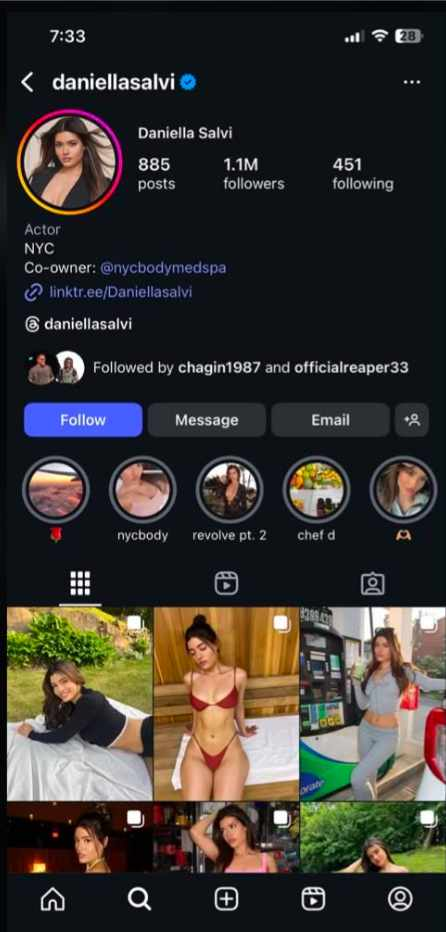 7:33
28
daniellasalvi
Daniella Salvi
885 1.1M 451
posts followers following
Actor
NYC
Co-owner: @nycbodymedspa
linktr.ee/Daniellasalvi
daniellasalvi
Followed by chagin1987 and officialreaper33
Follow Message Email
nycbody revolve pt. 2 chef d